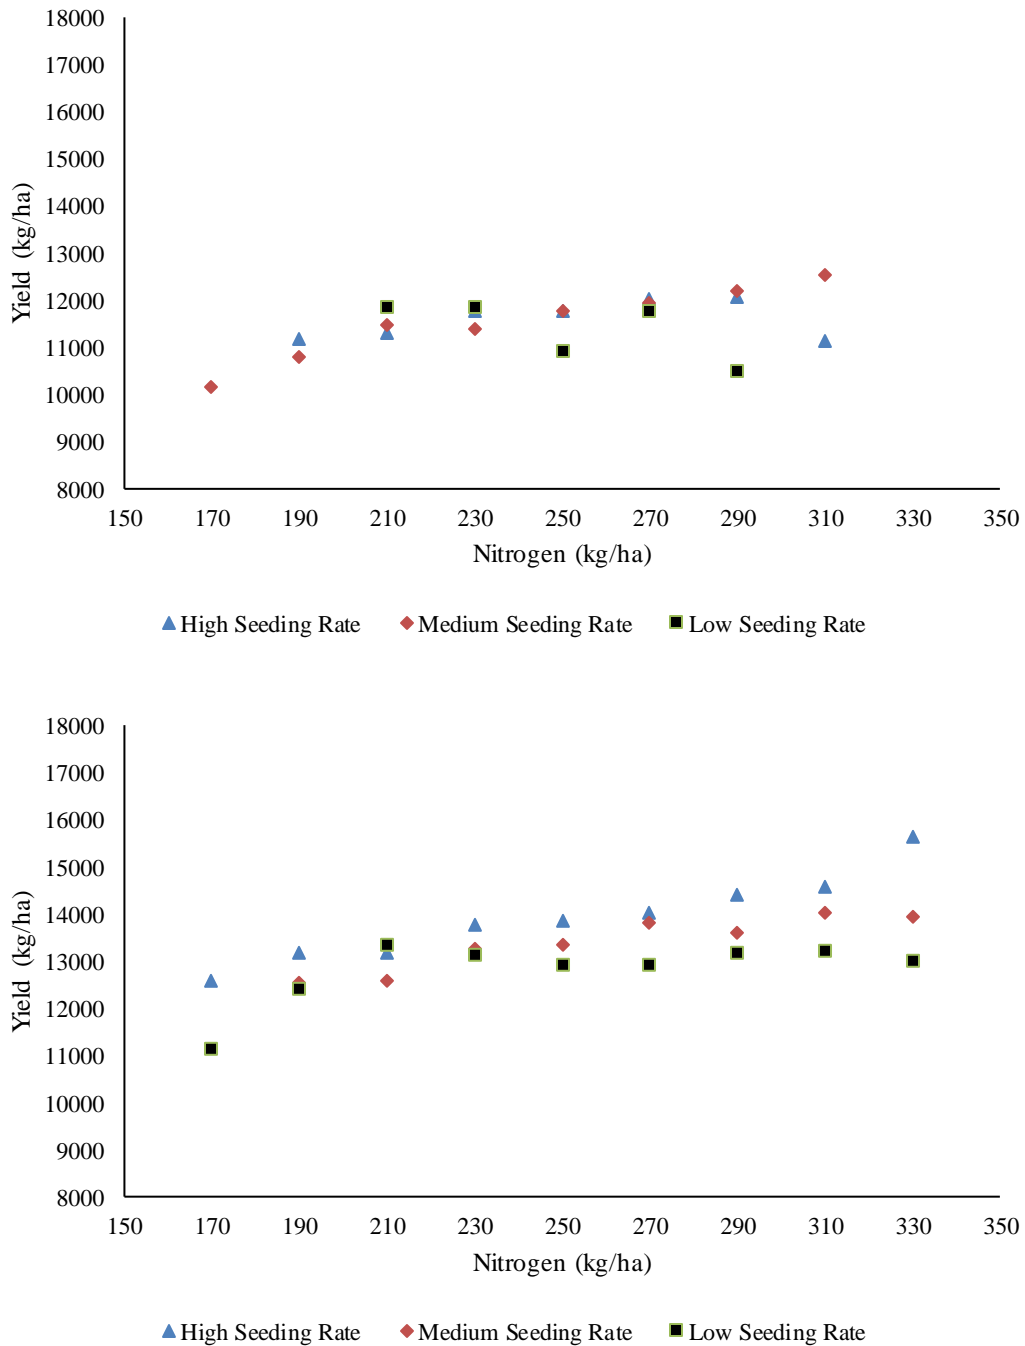 18000
17000
16000
15000
14000
13000
12000
11000
10000
9000
8000
Yield (kg/ha)
150 170 190 210 230 250 270 290 310 330 350
Nitrogen (kg/ha)
High Seeding Rate Medium Seeding Rate Low Seeding Rate
18000
17000
16000
15000
14000
13000
12000
11000
10000
9000
8000
Yield (kg/ha)
150 170 190 210 230 250 270 290 310 330 350
Nitrogen (kg/ha)
High Seeding Rate Medium Seeding Rate Low Seeding Rate